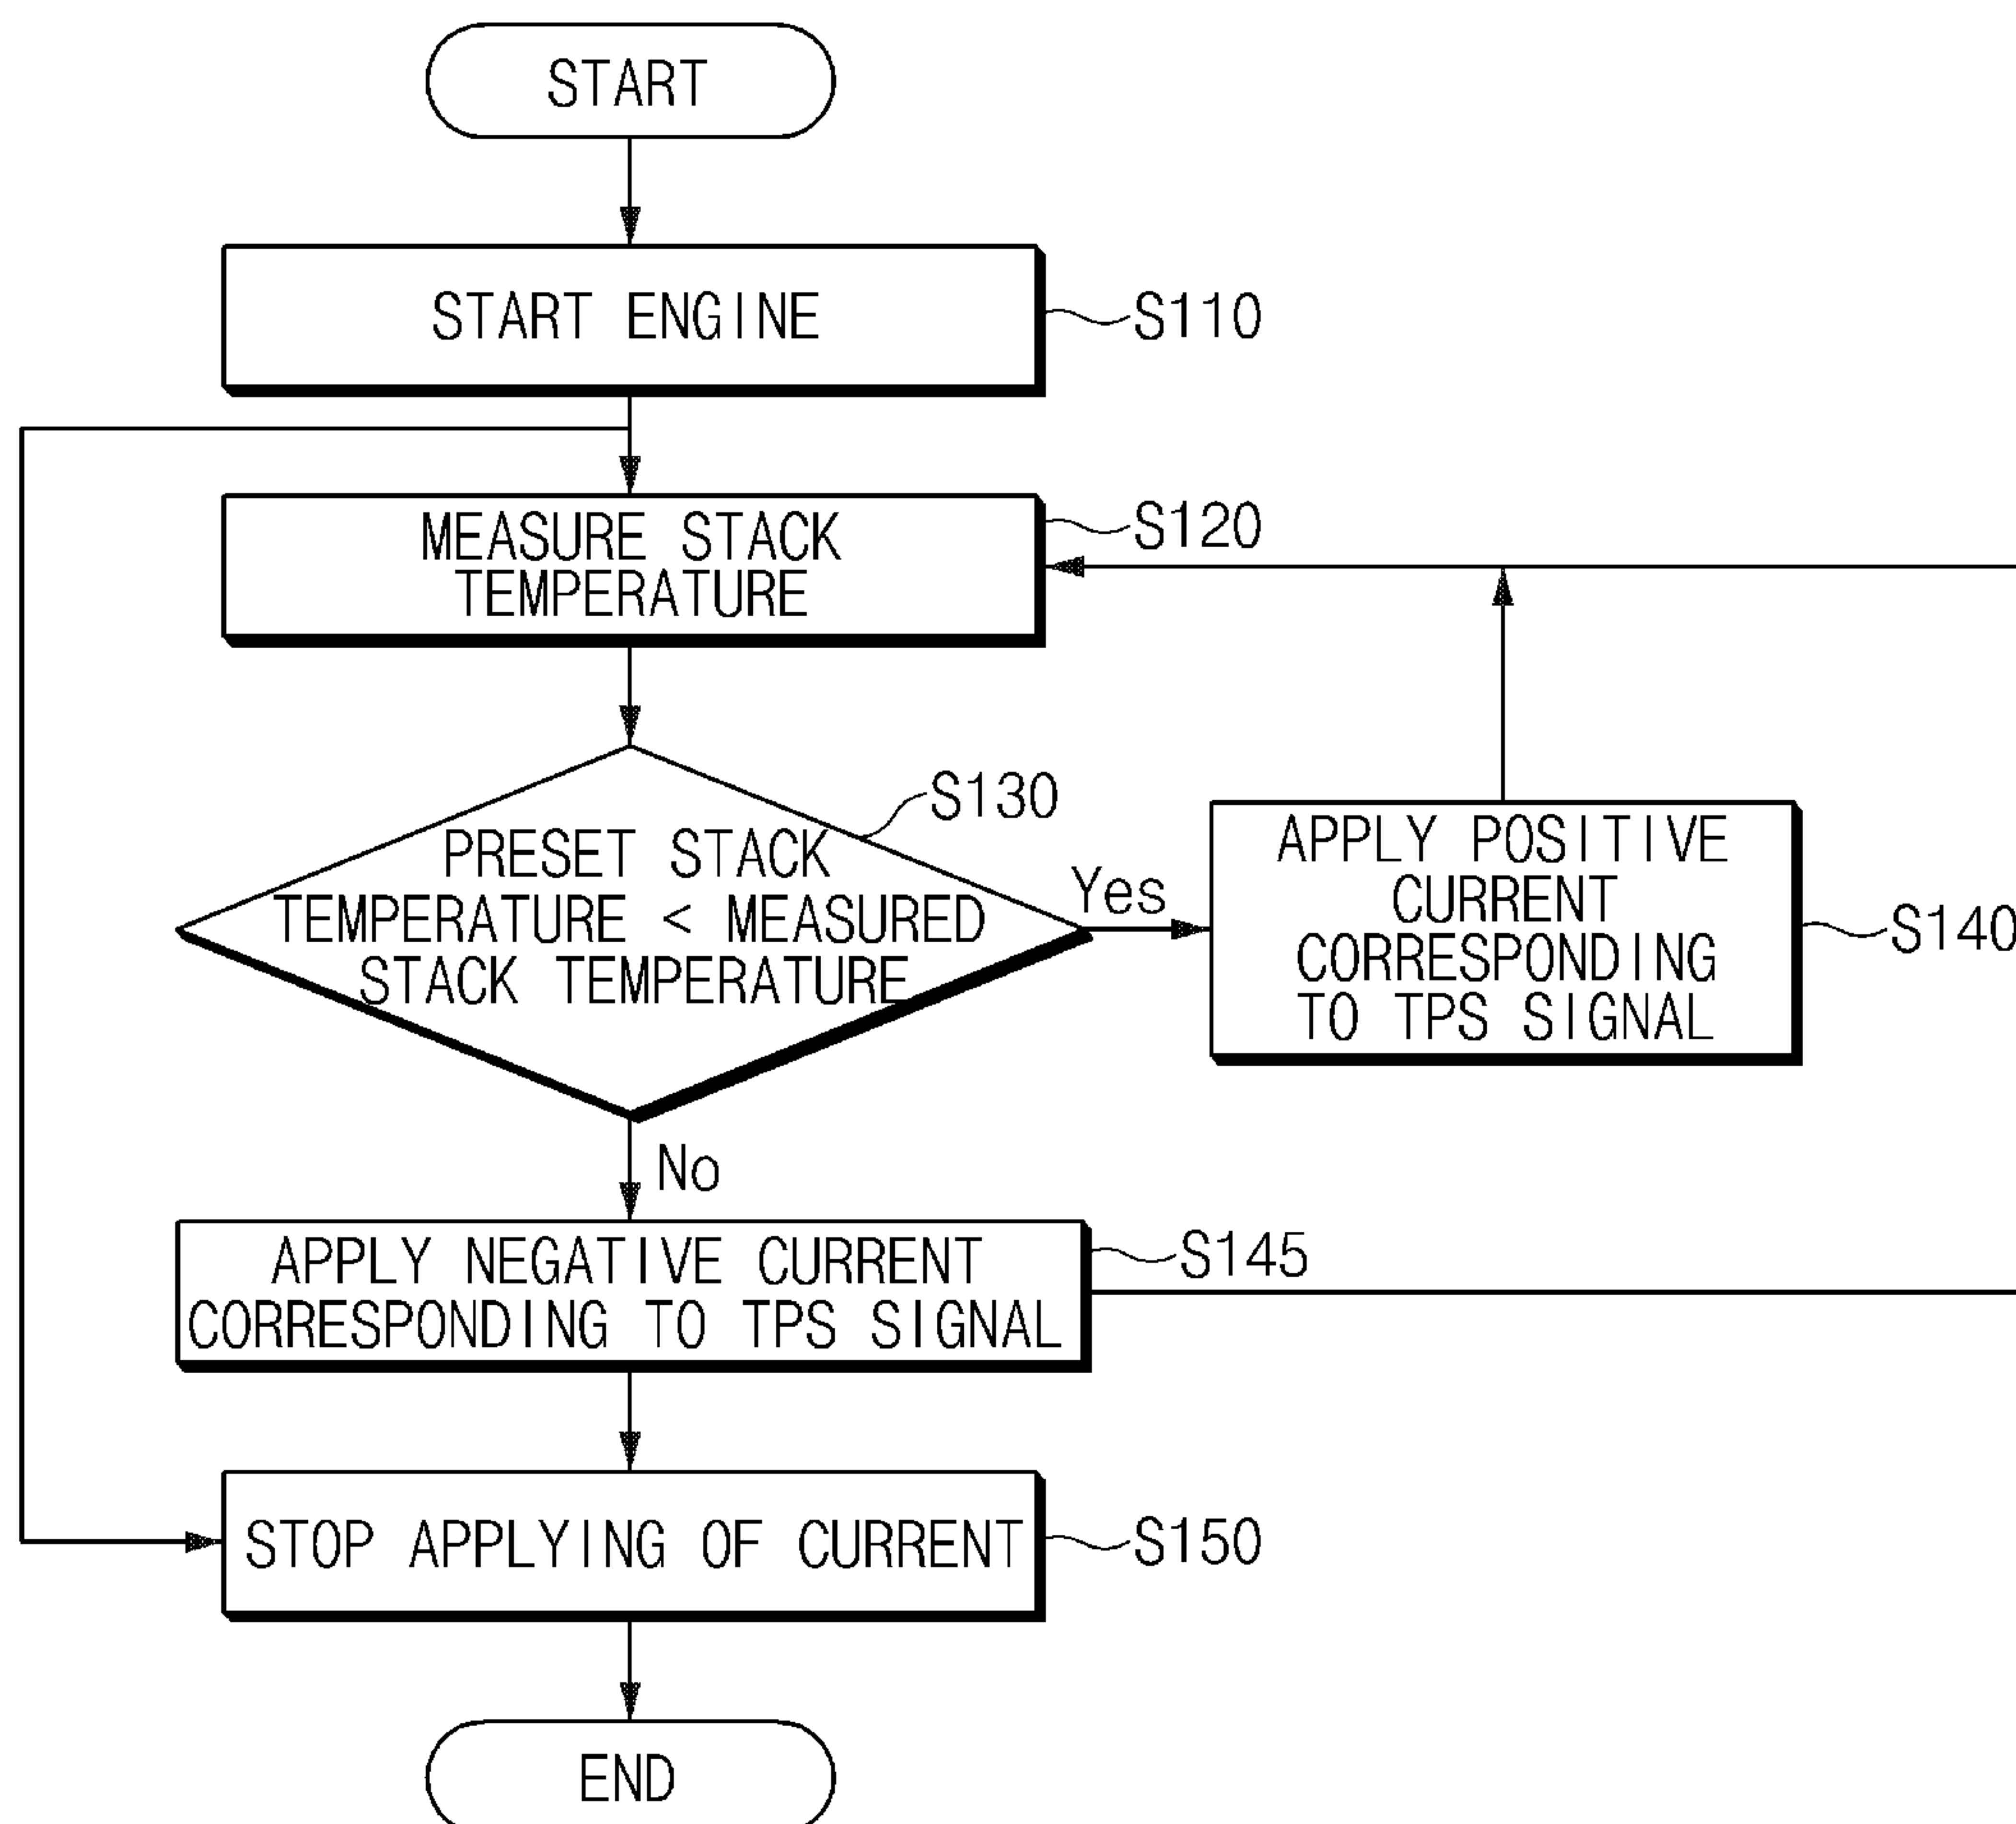 START
START ENGINE
S110
MEASURE STACK
TEMPERATURE
S120
S130
PRESET STACK
TEMPERATURE < MEASURED
STACK TEMPERATURE
Yes
APPLY POSITIVE
CURRENT
CORRESPONDING
TO TPS SIGNAL
S140
No
APPLY NEGATIVE CURRENT
CORRESPONDING TO TPS SIGNAL
S145
STOP APPLYING OF CURRENT
S150
END